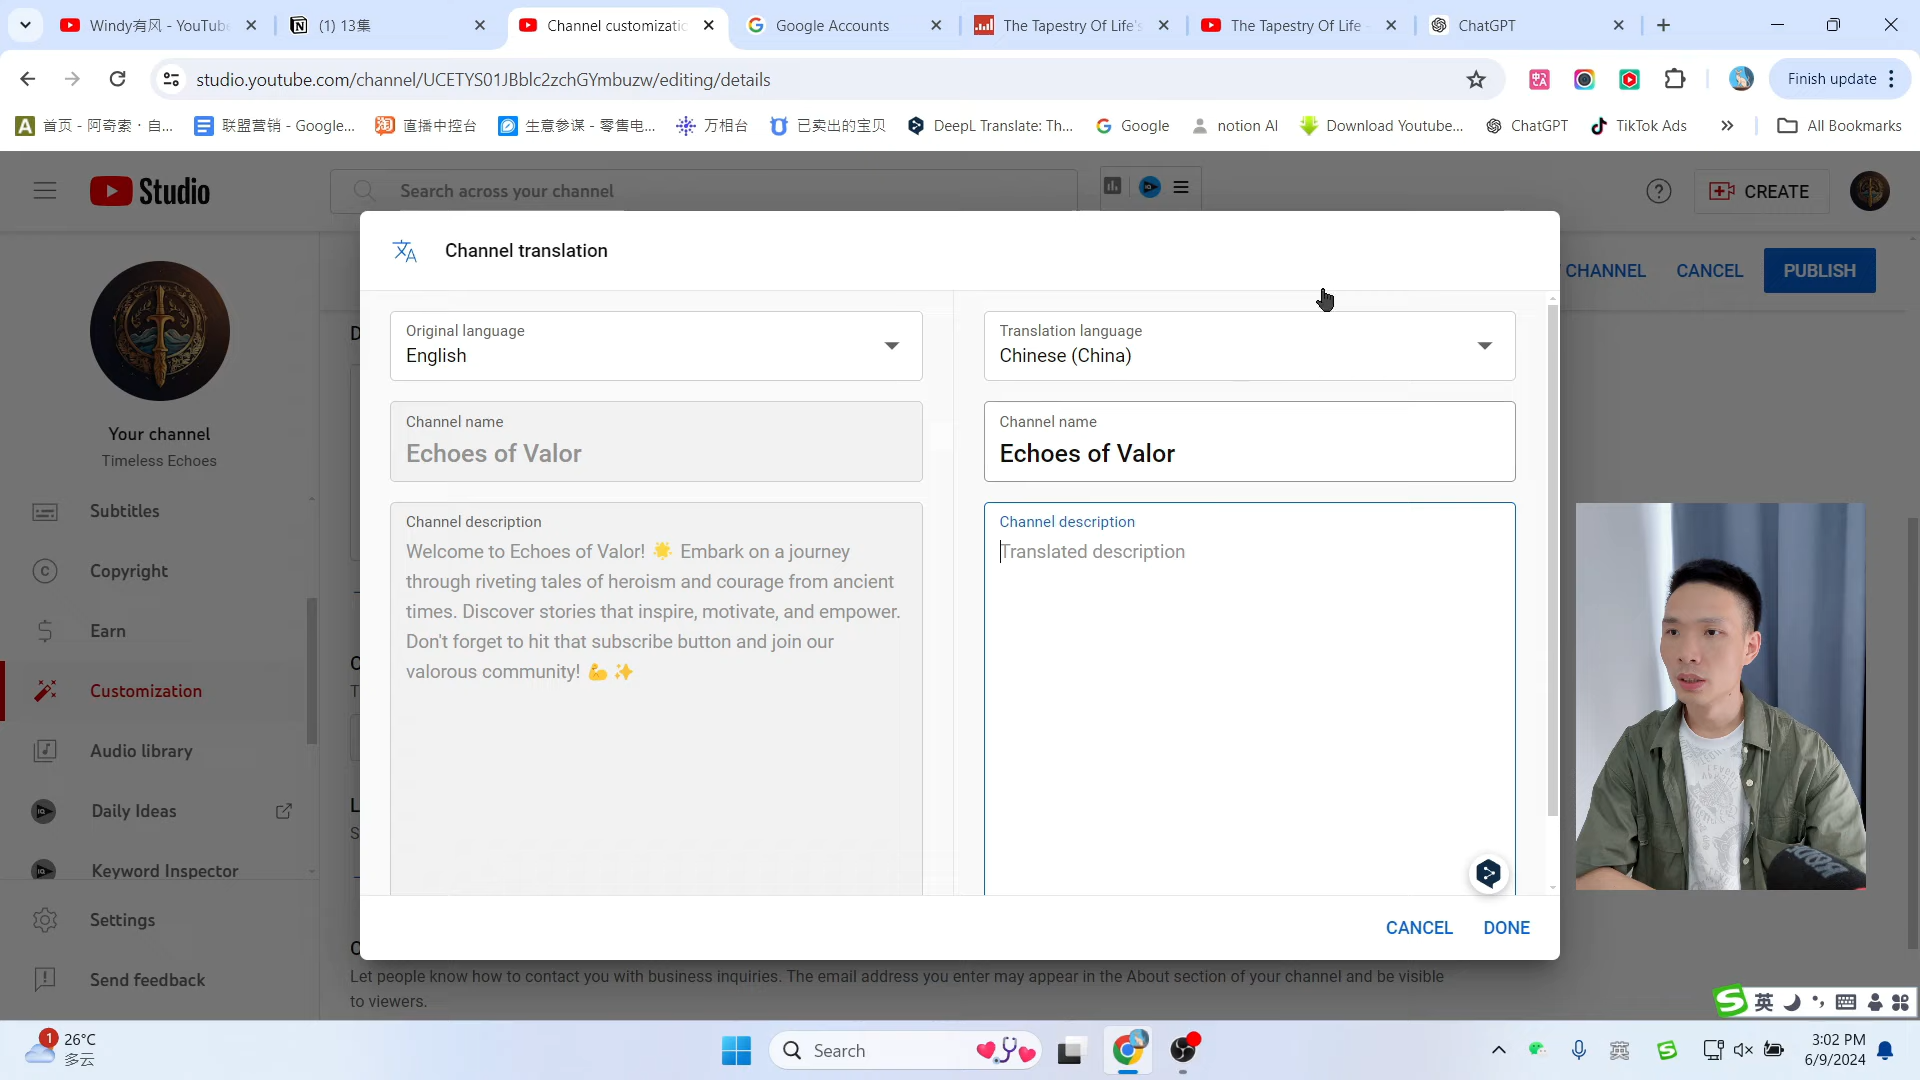 Windy有风 - YouTube
(1) 13集
Channel customizatio
Google Accounts
The Tapestry Of Life's
The Tapestry Of Life -
ChatGPT
studio.youtube.com/channel/UCETYS01JBblc2zchGYmbuzw/editing/details
Finish update
首页 - 阿奇索 · 自...
联盟营销 - Google...
直播中控台
生意参谋 - 零售电...
万相台
已卖出的宝贝
DeepL Translate: Th...
Google
notion AI
Download Youtube...
ChatGPT
TikTok Ads
All Bookmarks
Studio
Search across your channel
CREATE
CHANNEL
CANCEL
PUBLISH
Your channel
Timeless Echoes
Subtitles
Copyright
Earn
Customization
Audio library
Daily Ideas
Keyword Inspector
Settings
Send feedback
Channel translation
Original language
English
Channel name
Echoes of Valor
Channel description
Welcome to Echoes of Valor! 🌟 Embark on a journey
through riveting tales of heroism and courage from ancient
times. Discover stories that inspire, motivate, and empower.
Don't forget to hit that subscribe button and join our
valorous community! 💪 ✨
Translation language
Chinese (China)
Channel name
Echoes of Valor
Channel description
Translated description
CANCEL
DONE
Let people know how to contact you with business inquiries. The email address you enter may appear in the About section of your channel and be visible
to viewers.
英
1
26°C
多云
Search
英
3:02 PM
6/9/2024